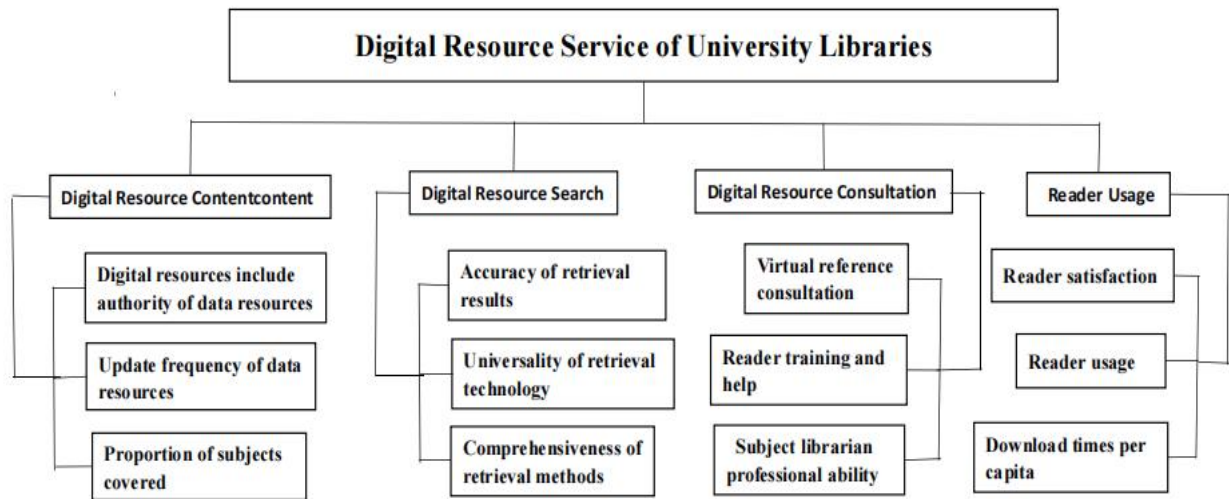 Digital Resource Service of University Libraries
Digital Resource Contentcontent
Digital Resource Search
Digital Resource Consultation
Reader Usage
Digital resources include
authority of data resources
Update frequency of data
resources
Proportion of subjects
covered
Accuracy of retrieval
results
Universality of retrieval
technology
Comprehensiveness of
retrieval methods
Virtual reference
consultation
Reader training and
help
Subject librarian
professional ability
Reader satisfaction
Reader usage
Download times per
capita